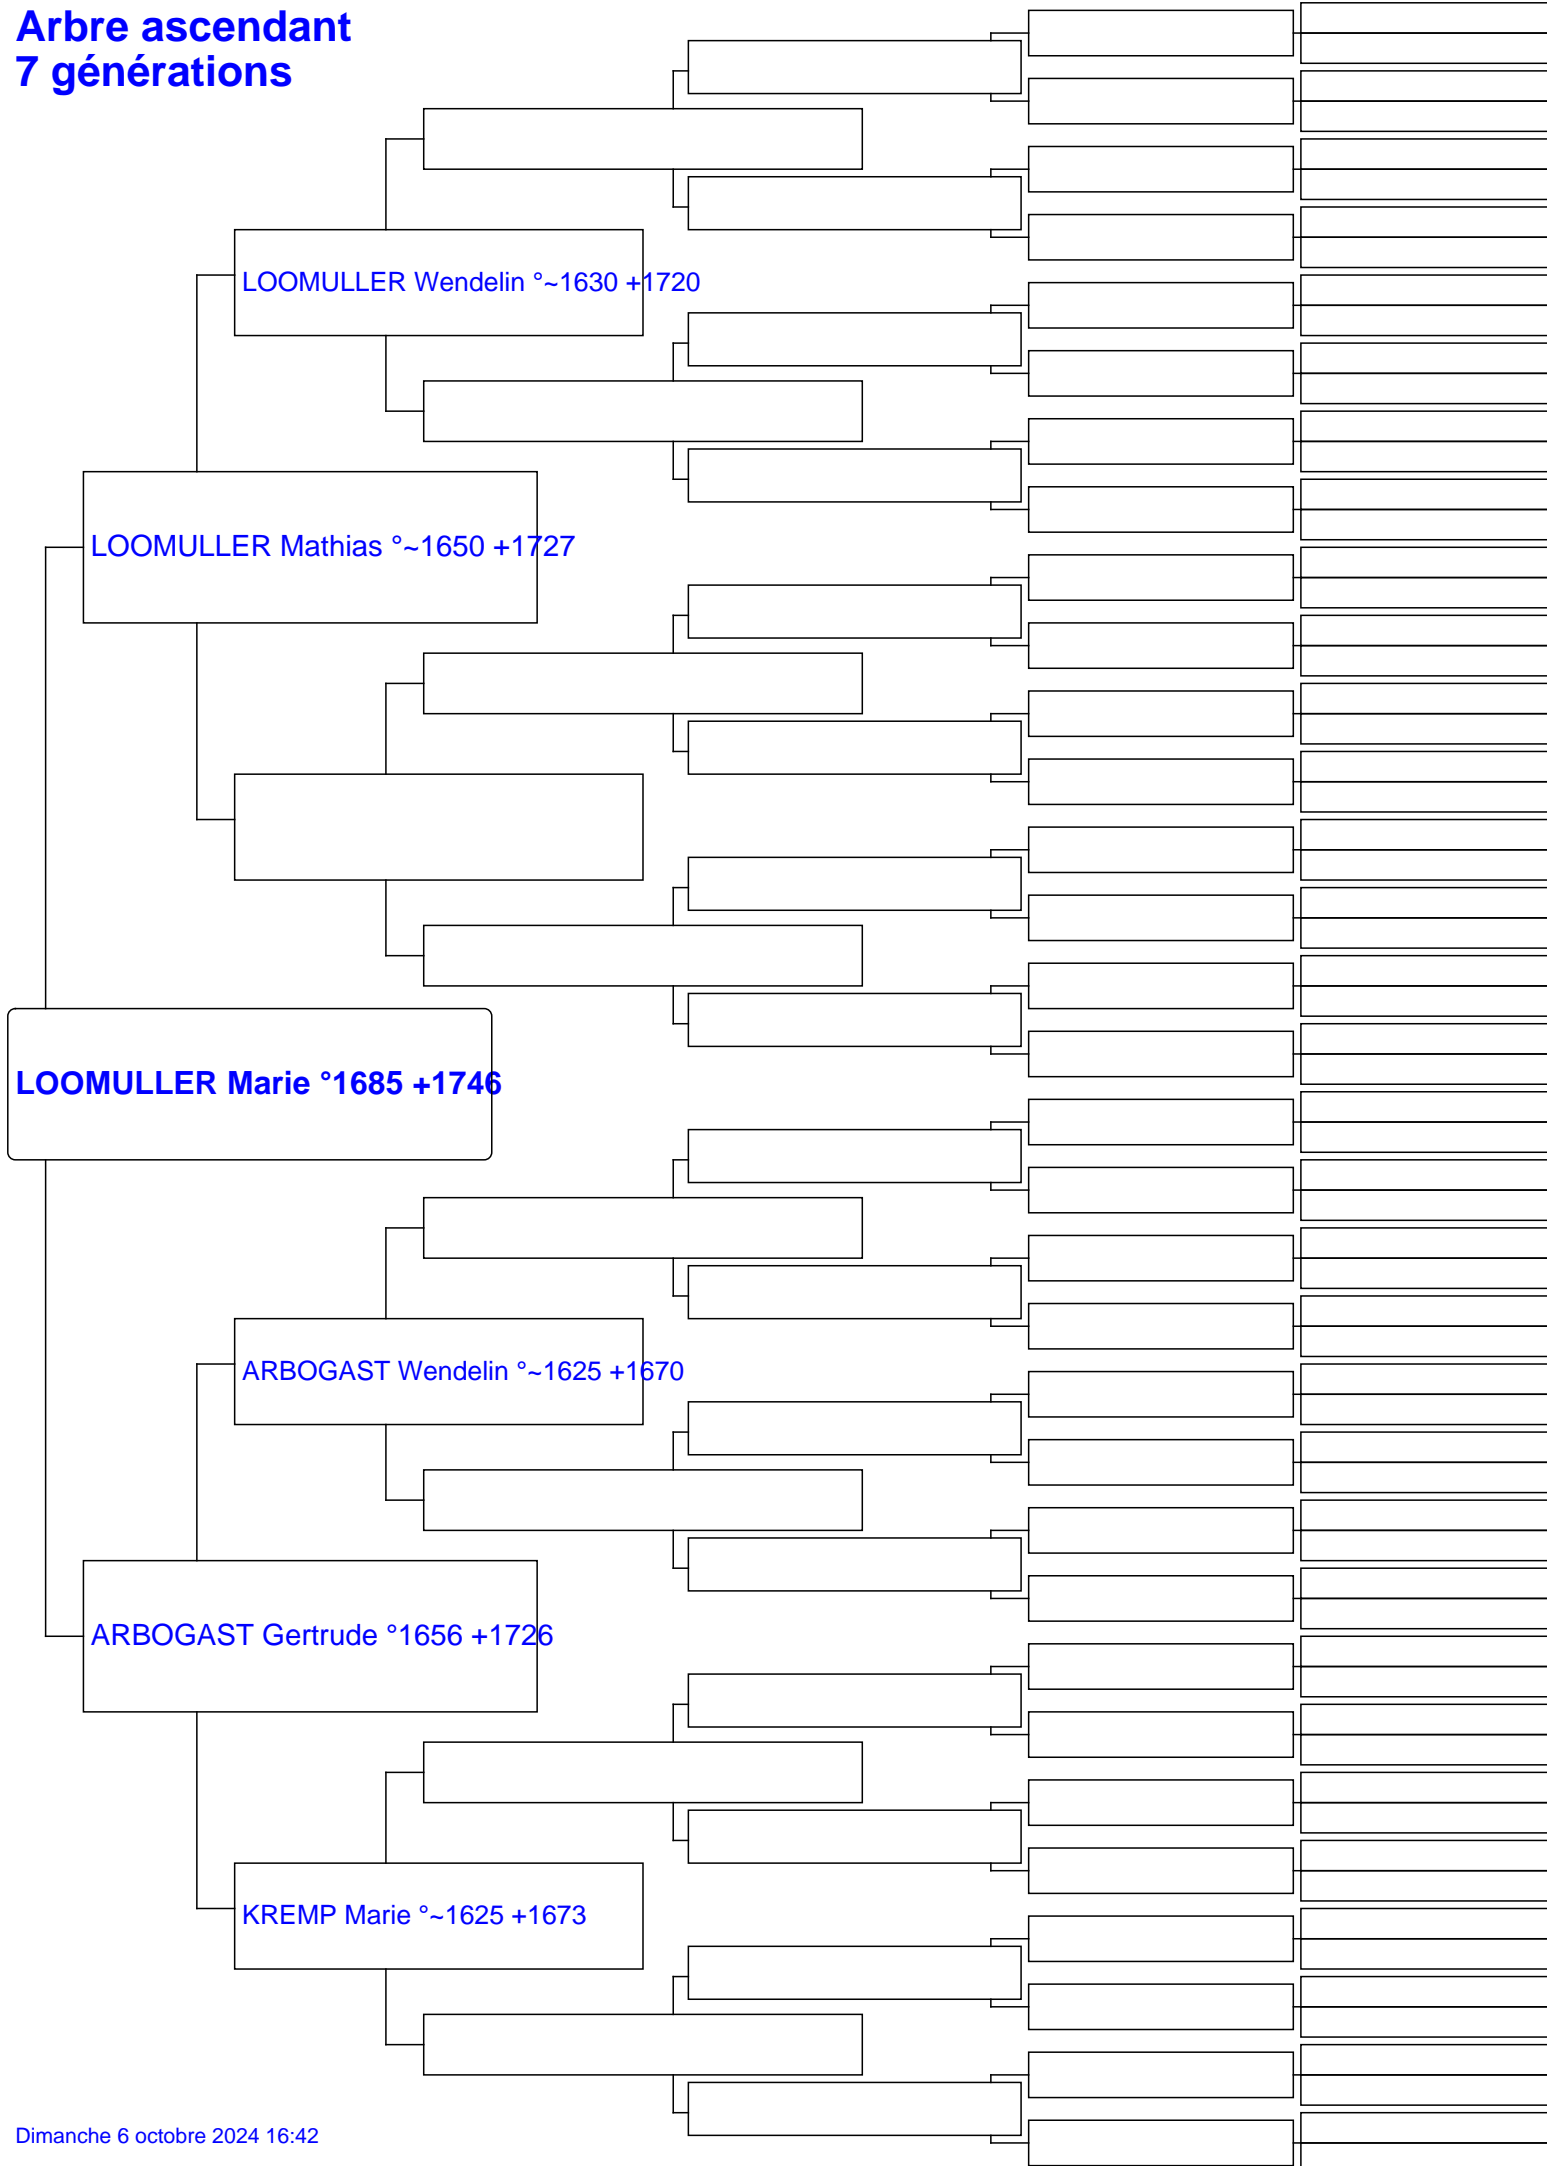 Arbre ascendant
7 générations
LOOMULLER Wendelin °~1630 +1720
LOOMULLER Mathias °~1650 +1727
LOOMULLER Marie °1685 +1746
ARBOGAST Wendelin °~1625 +1670
ARBOGAST Gertrude °1656 +1726
KREMP Marie °~1625 +1673
Dimanche 6 octobre 2024 16:42